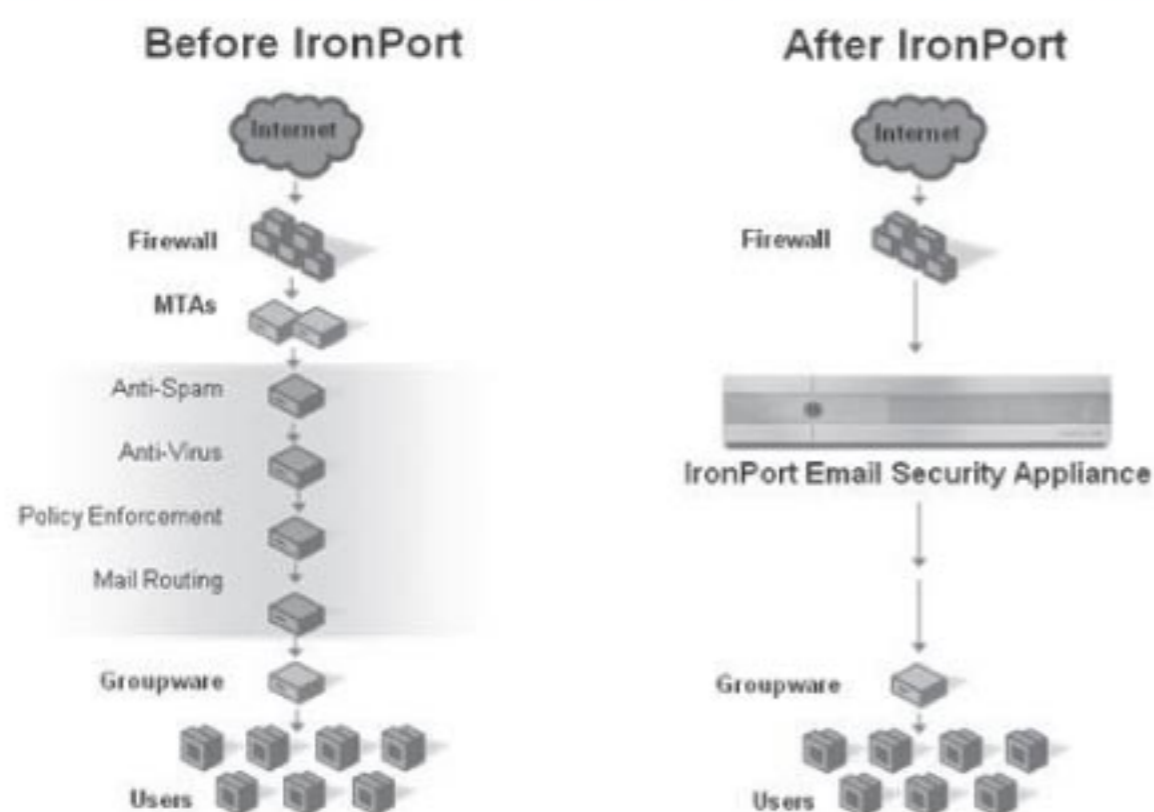 Before IronPort
Internet
Firewall
MTAs
Anti-Spam
Anti-Virus
Policy Enforcement
Mail Routing
Groupware
Users
After IronPort
Internet
Firewall
IronPort Email Security Appliance
Groupware
Users